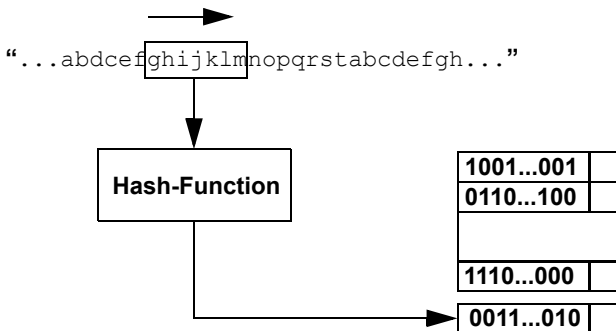 “...abdcefghijklmnopqrstabcdefgh...”
Hash-Function
1001...001
0110...100
1110...000
0011...010